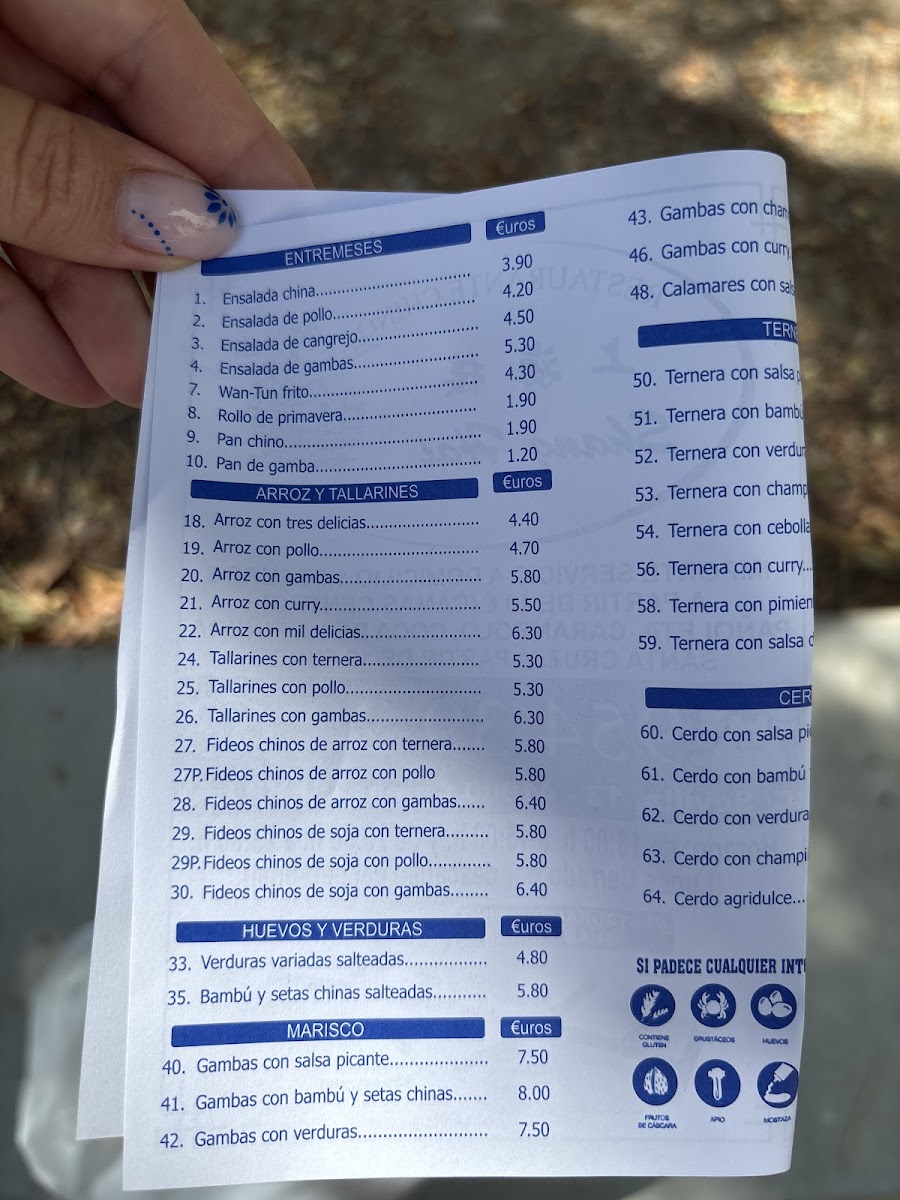 ENTREMESES €uros
1. Ensalada china........ 3.90
2. Ensalada de pollo........ 4.20
3. Ensalada de cangrejo........ 4.50
4. Ensalada de gambas........ 5.30
7. Wan-Tun frito........ 4.30
8. Rollo de primavera........ 1.90
9. Pan chino........ 1.90
10. Pan de gamba........ 1.20
ARROZ Y TALLARINES €uros
18. Arroz con tres delicias........ 4.40
19. Arroz con pollo........ 4.70
20. Arroz con gambas........ 5.80
21. Arroz con curry........ 5.50
22. Arroz con mil delicias........ 6.30
24. Tallarines con ternera........ 5.30
25. Tallarines con pollo........ 5.30
26. Tallarines con gambas........ 6.30
27. Fideos chinos de arroz con ternera....... 5.80
27P. Fideos chinos de arroz con pollo 5.80
28. Fideos chinos de arroz con gambas...... 6.40
29. Fideos chinos de soja con ternera......... 5.80
29P. Fideos chinos de soja con pollo............. 5.80
30. Fideos chinos de soja con gambas........ 6.40
HUEVOS Y VERDURAS €uros
33. Verduras variadas salteadas................. 4.80
35. Bambú y setas chinas salteadas........... 5.80
MARISCO €uros
40. Gambas con salsa picante.................... 7.50
41. Gambas con bambú y setas chinas....... 8.00
42. Gambas con verduras.......................... 7.50
43. Gambas con cham
46. Gambas con curry
48. Calamares con sals
TERN
50. Ternera con salsa p
51. Ternera con bambú
52. Ternera con verdur
53. Ternera con champ
54. Ternera con cebolla
56. Ternera con curry...
58. Ternera con pimien
59. Ternera con salsa
CER
60. Cerdo con salsa pi
61. Cerdo con bambú
62. Cerdo con verdura
63. Cerdo con champi
64. Cerdo agridulce...
SI PADECE CUALQUIER INT
CONTIENE GLUTEN
CRUSTÁCEOS
HUEVOS
FRUTOS DE CÁSCARA
APIO
MOSTAZA